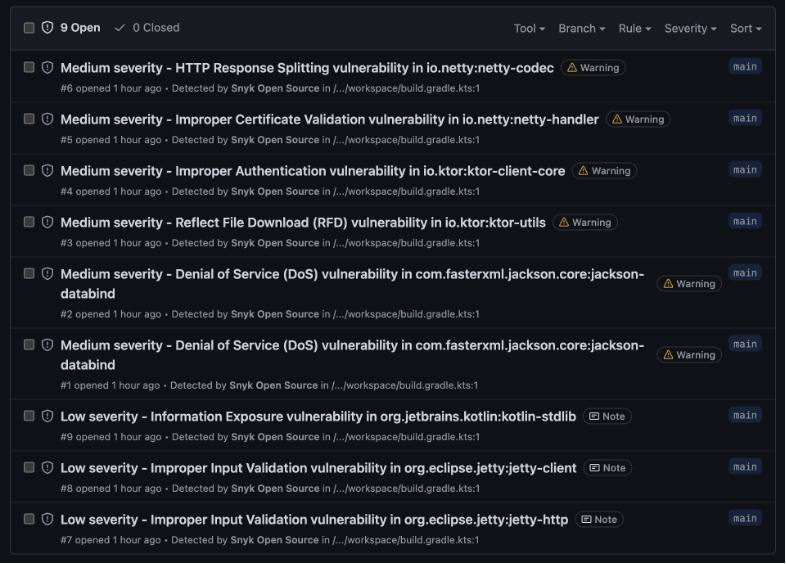 9 Open 0 Closed Tool Branch Rule Severity Sort
Medium severity - HTTP Response Splitting vulnerability in io.netty:netty-codec Warning main
#6 opened 1 hour ago • Detected by Snyk Open Source in /.../workspace/build.gradle.kts:1
Medium severity - Improper Certificate Validation vulnerability in io.netty:netty-handler Warning main
#5 opened 1 hour ago • Detected by Snyk Open Source in /.../workspace/build.gradle.kts:1
Medium severity - Improper Authentication vulnerability in io.ktor:ktor-client-core Warning main
#4 opened 1 hour ago • Detected by Snyk Open Source in /.../workspace/build.gradle.kts:1
Medium severity - Reflect File Download (RFD) vulnerability in io.ktor:ktor-utils Warning main
#3 opened 1 hour ago • Detected by Snyk Open Source in /.../workspace/build.gradle.kts:1
Medium severity - Denial of Service (DoS) vulnerability in com.fasterxml.jackson.core:jackson- Warning main
databind
#2 opened 1 hour ago • Detected by Snyk Open Source in /.../workspace/build.gradle.kts:1
Medium severity - Denial of Service (DoS) vulnerability in com.fasterxml.jackson.core:jackson- Warning main
databind
#1 opened 1 hour ago • Detected by Snyk Open Source in /.../workspace/build.gradle.kts:1
Low severity - Information Exposure vulnerability in org.jetbrains.kotlin:kotlin-stdlib Note main
#9 opened 1 hour ago • Detected by Snyk Open Source in /.../workspace/build.gradle.kts:1
Low severity - Improper Input Validation vulnerability in org.eclipse.jetty:jetty-client Note main
#8 opened 1 hour ago • Detected by Snyk Open Source in /.../workspace/build.gradle.kts:1
Low severity - Improper Input Validation vulnerability in org.eclipse.jetty:jetty-http Note main
#7 opened 1 hour ago • Detected by Snyk Open Source in /.../workspace/build.gradle.kts:1